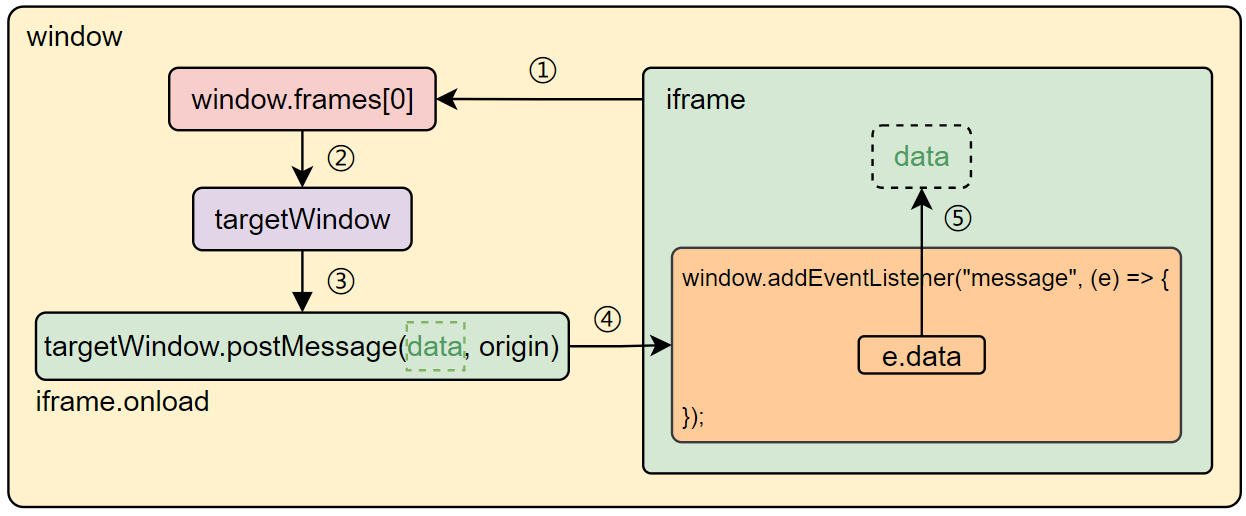 window
①
window.frames[0]
iframe
②
data
targetWindow
⑤
③
window.addEventListener("message", (e) => {
④
targetWindow.postMessage(data, origin)
e.data
iframe.onload
});